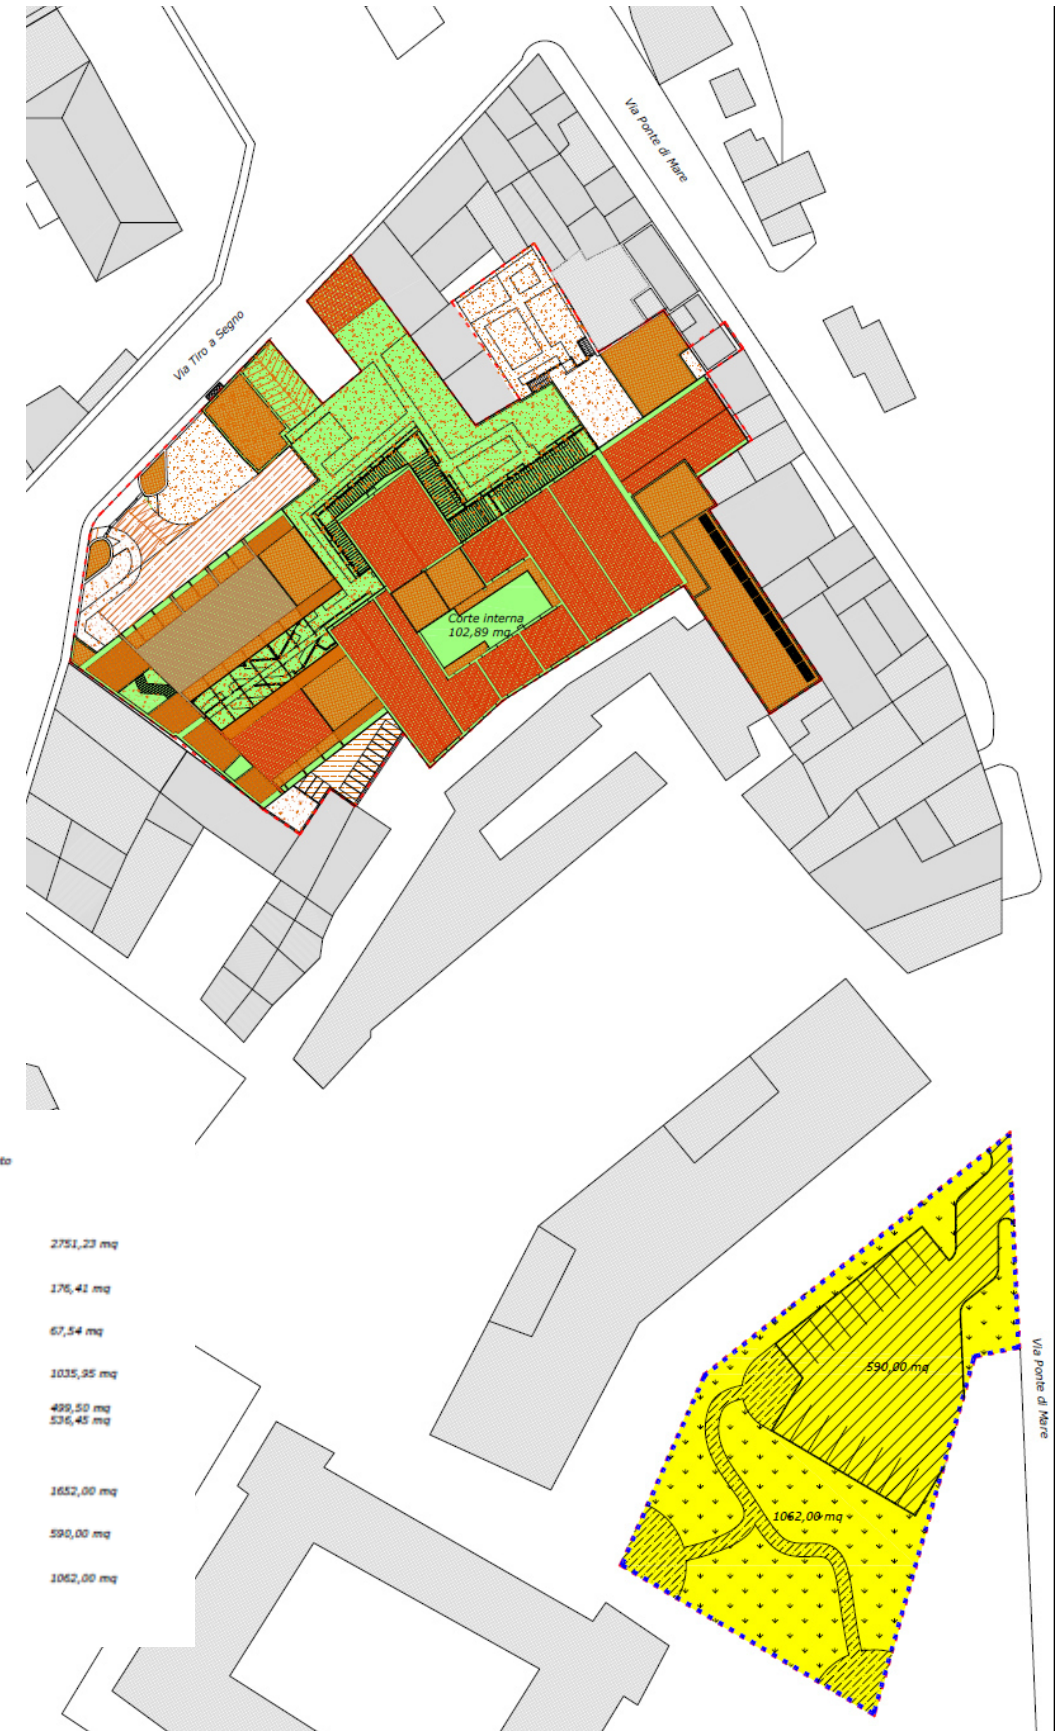 Via Ponte di Mare
Via Tiro a Segno
Corte interna
102,89 mq
to
2751,23 mq
176,41 mq
67,54 mq
1035,95 mq
499,50 mq
536,45 mq
1652,00 mq
590,00 mq
1062,00 mq
590,00 mq
1062,00 mq
Via Ponte di Mare